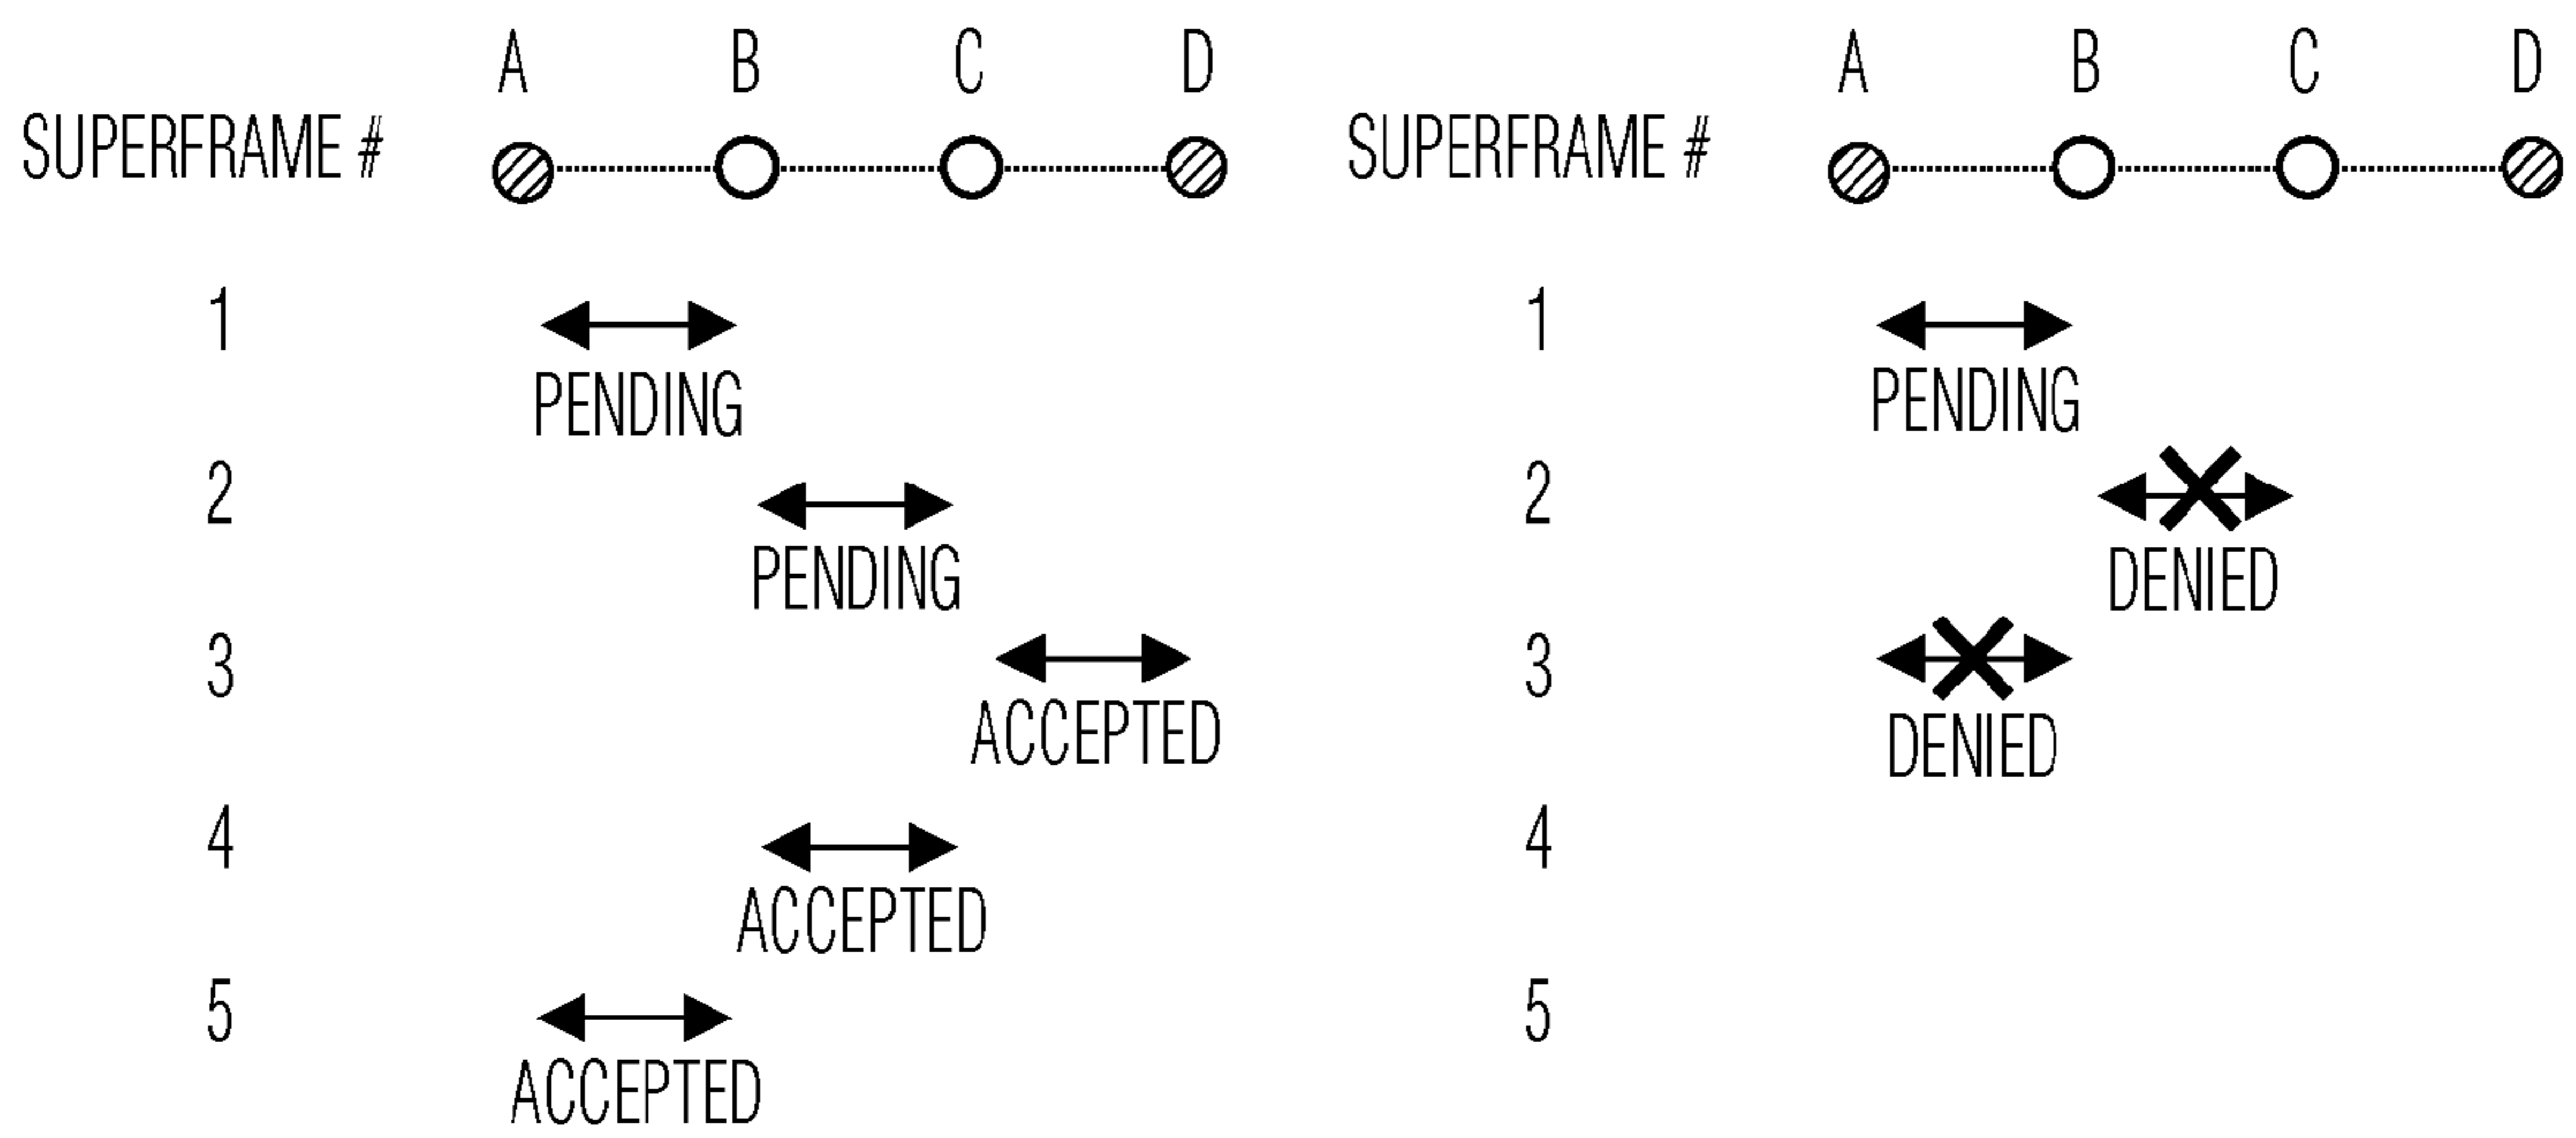 A B C D
SUPERFRAME #
1
PENDING
2
PENDING
3
ACCEPTED
4
ACCEPTED
5
ACCEPTED
A B C D
SUPERFRAME #
1
PENDING
2
DENIED
3
DENIED
4
5